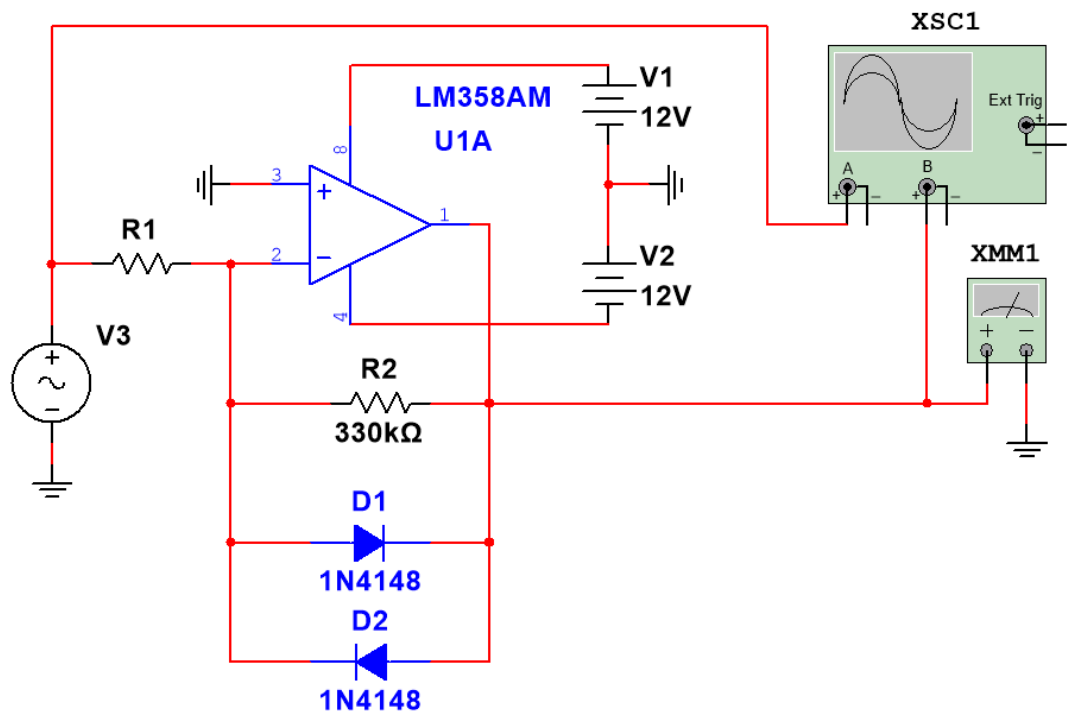 XSC1
V1
LM358AM
12V
Ext Trig
U1A
8
+
A
B
3
+
+
−
+
−
−
R1
1
2
−
V2
XMM1
12V
4
V3
+
−
+
R2
−
330kΩ
D1
1N4148
D2
1N4148